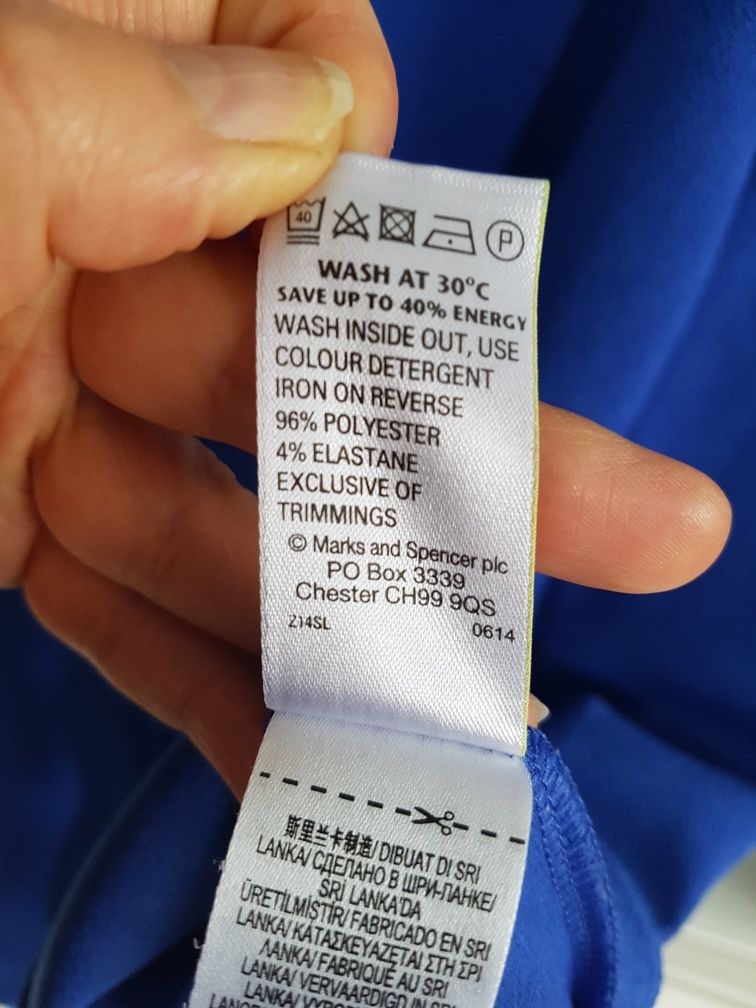 40 P
WASH AT 30°C
SAVE UP TO 40% ENERGY
WASH INSIDE OUT, USE
COLOUR DETERGENT
IRON ON REVERSE
96% POLYESTER
4% ELASTANE
EXCLUSIVE OF
TRIMMINGS
© Marks and Spencer plc
PO Box 3339
Chester CH99 9QS
Z14SL 0614
斯里兰卡制造/ DIBUAT DI SRI
LANKA/ СДЕЛАНО В ШРИ-ЛАНКЕ/
SRİ LANKA'DA
ÜRETİLMİSTİR/ FABRICADO EN SRI
LANKA/ ΚΑΤΑΣΚΕΥΑΖΕΤΑΙ ΣΤΗ ΣΡΙ
ΛΑΝΚΑ/ FABRIQUÉ AU SRI
LANKA/ VERVAARDIGD IN SRI